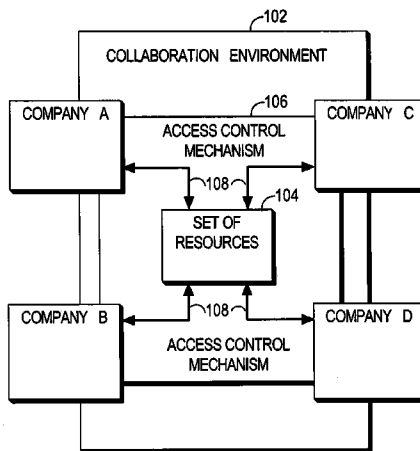 102
COLLABORATION ENVIRONMENT
COMPANY A
106
COMPANY C
ACCESS CONTROL
MECHANISM
108
104
SET OF
RESOURCES
COMPANY B
108
COMPANY D
ACCESS CONTROL
MECHANISM